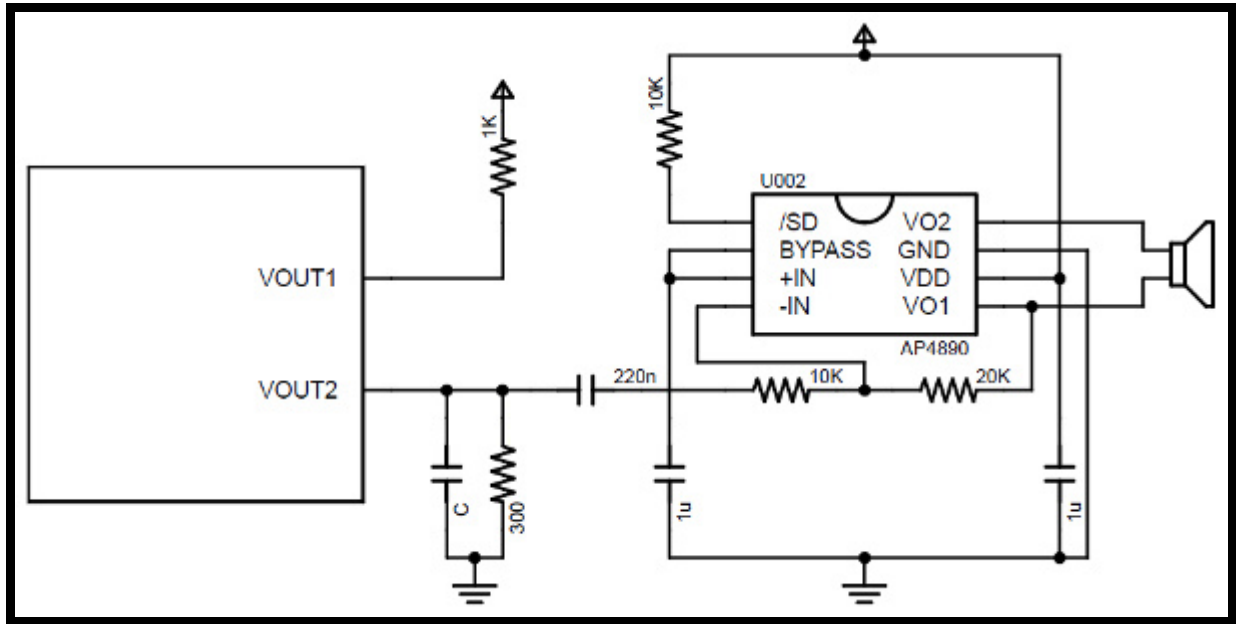 10K
1K
U002
/SD VO2
BYPASS GND
+IN VDD
-IN VO1
AP4890
VOUT1
VOUT2
220n
10K
20K
C
300
1u
1u